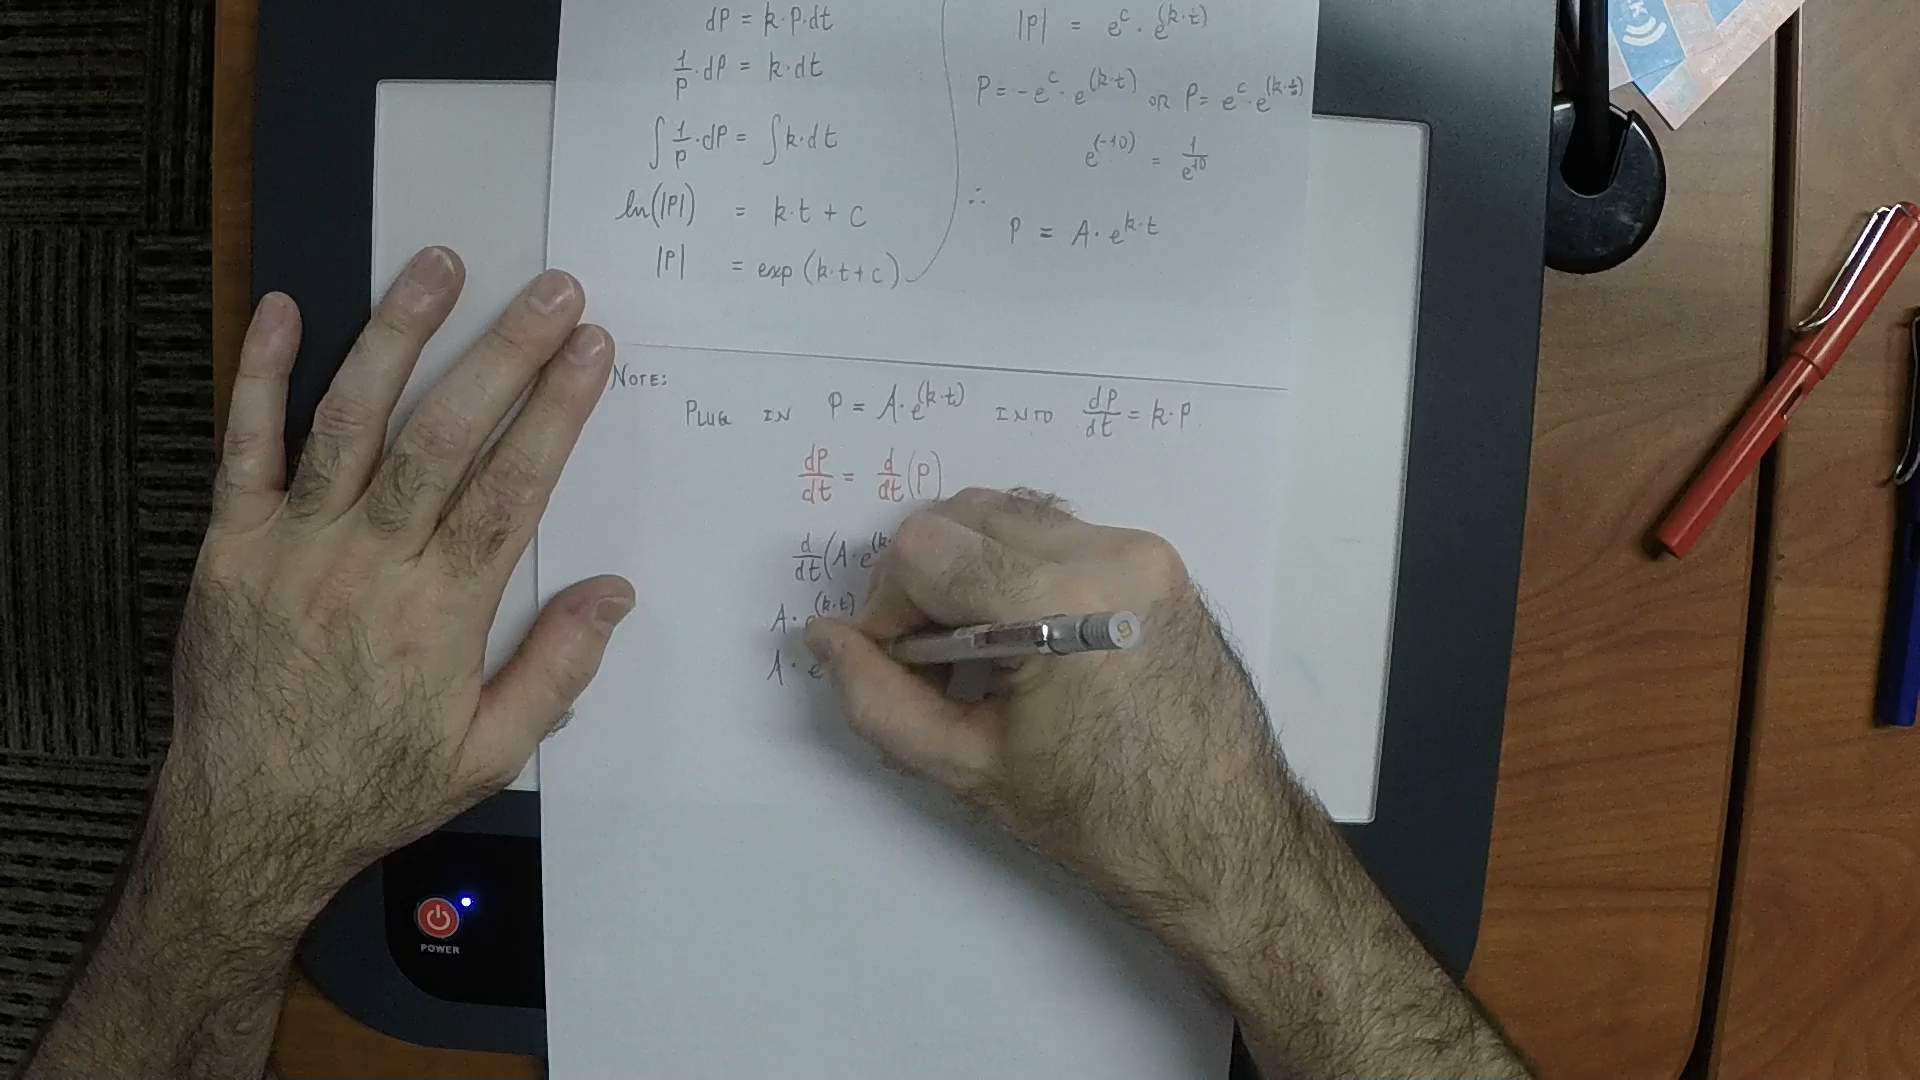 dP = k·P·dt
1/P·dP = k·dt
∫ 1/P·dP = ∫ k·dt
ln(|P|) = k·t + C
|P| = exp (k·t+c)
|P| = e^c · e^(k·t)
P = -e^c · e^(k·t) OR P = e^c · e^(k·t)
e^(-10) = 1/e^10
∴
P = A · e^k·t
NOTE:
PLUG IN P = A · e^(k·t) INTO dP/dt = k·P
dP/dt = d/dt(P)
d/dt(A·e^(k·
A · e^(k·t)
A · e
POWER